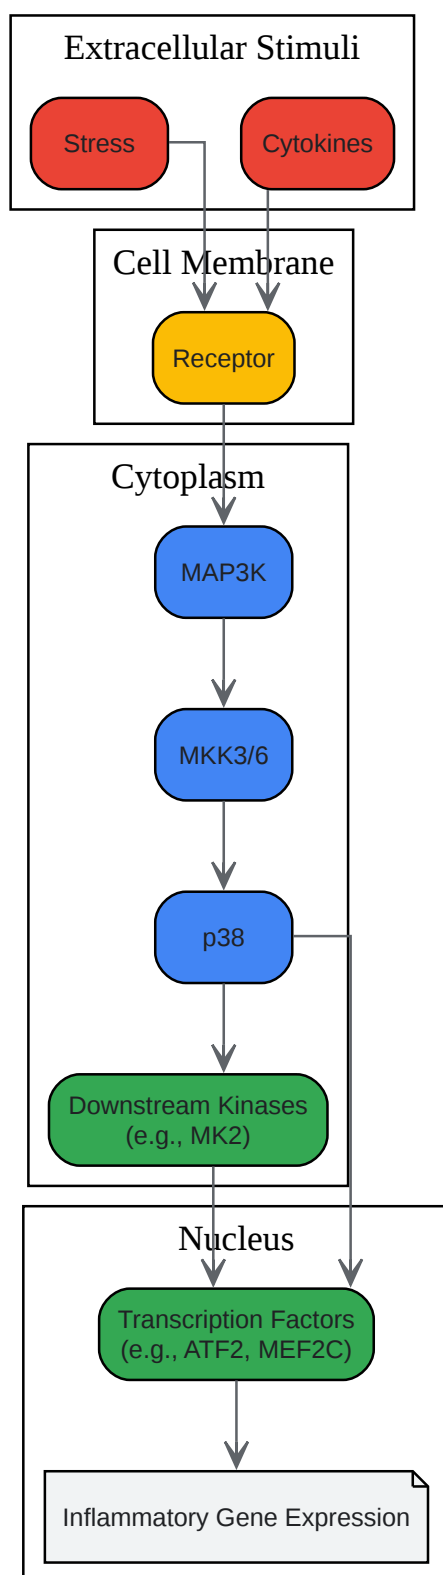 Extracellular Stimuli
Stress
Cytokines
Cell Membrane
Receptor
Cytoplasm
MAP3K
MKK3/6
p38
Downstream Kinases
(e.g., MK2)
Nucleus
Transcription Factors
(e.g., ATF2, MEF2C)
Inflammatory Gene Expression